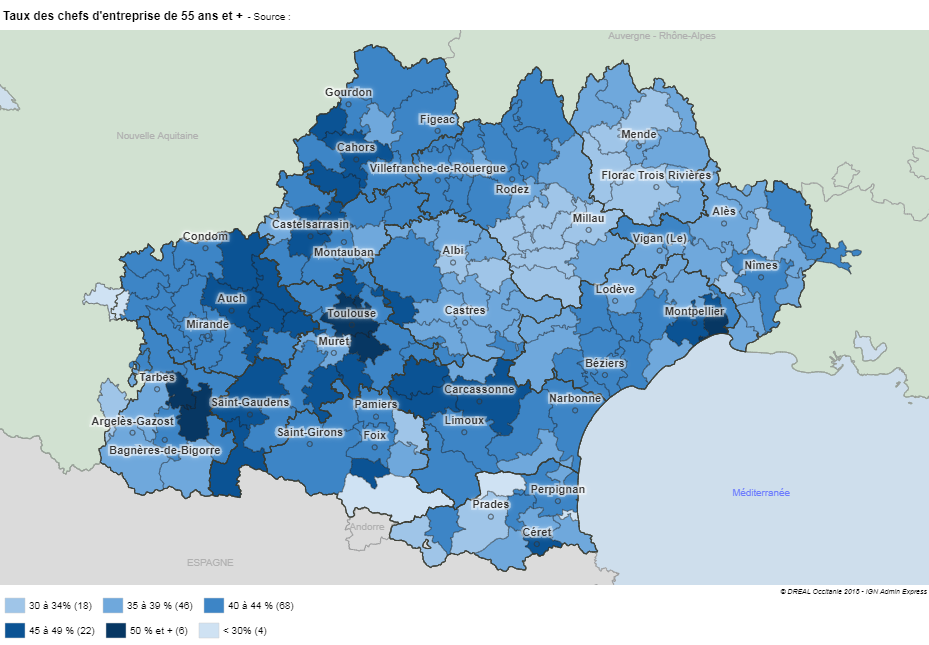 Taux des chefs d'entreprise de 55 ans et + - Source :
Auvergne - Rhône-Alpes
Gourdon
Figeac
Nouvelle Aquitaine
Mende
Cahors
Villefranche-de-Rouergue
Florac Trois Rivières
Rodez
Millau
Alès
Castelsarrasin
Condom
Vigan (Le)
Montauban
Albi
Nîmes
Lodève
Auch
Toulouse
Castres
Montpellier
Mirande
Muret
Béziers
Tarbes
Carcassonne
Saint-Gaudens
Pamiers
Narbonne
Argelès-Gazost
Limoux
Saint-Girons
Foix
Bagnères-de-Bigorre
Perpignan
Méditerranée
Prades
Andorre
Céret
ESPAGNE
© DREAL Occitanie 2018 - IGN Admin Express
30 à 34% (18) 35 à 39 % (46) 40 à 44 % (68)
45 à 49 % (22) 50 % et + (6) < 30% (4)